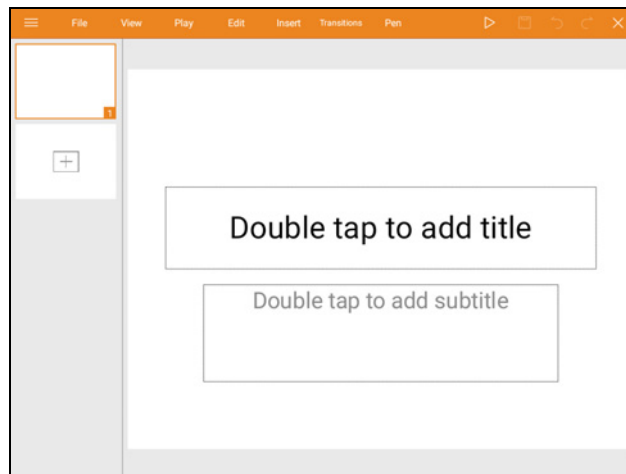 File View Play Edit Insert Transitions Pen
1
Double tap to add title
Double tap to add subtitle